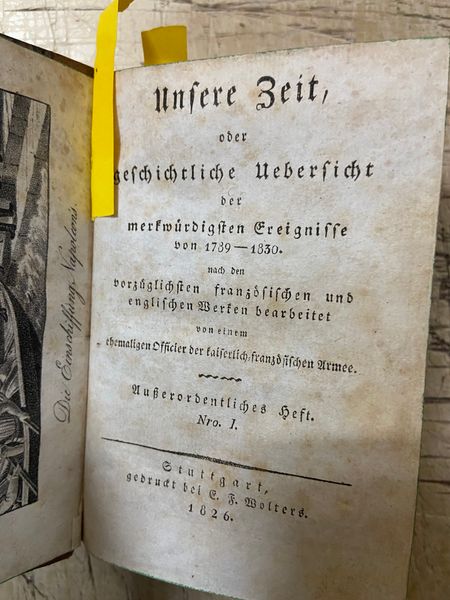 Die Einschiffung Napoleons.
Unsere Zeit,
oder
geschichtliche Uebersicht
der
merkwürdigsten Ereignisse
von 1789—1830.
nach den
vorzüglichsten französischen und
englischen Werken bearbeitet
von einem
ehemaligen Officier der kaiserlich-französischen Armee.
Außerordentliches Heft.
Nro. I.
Stuttgart,
gedruckt bei E. F. Wolters.
1826.